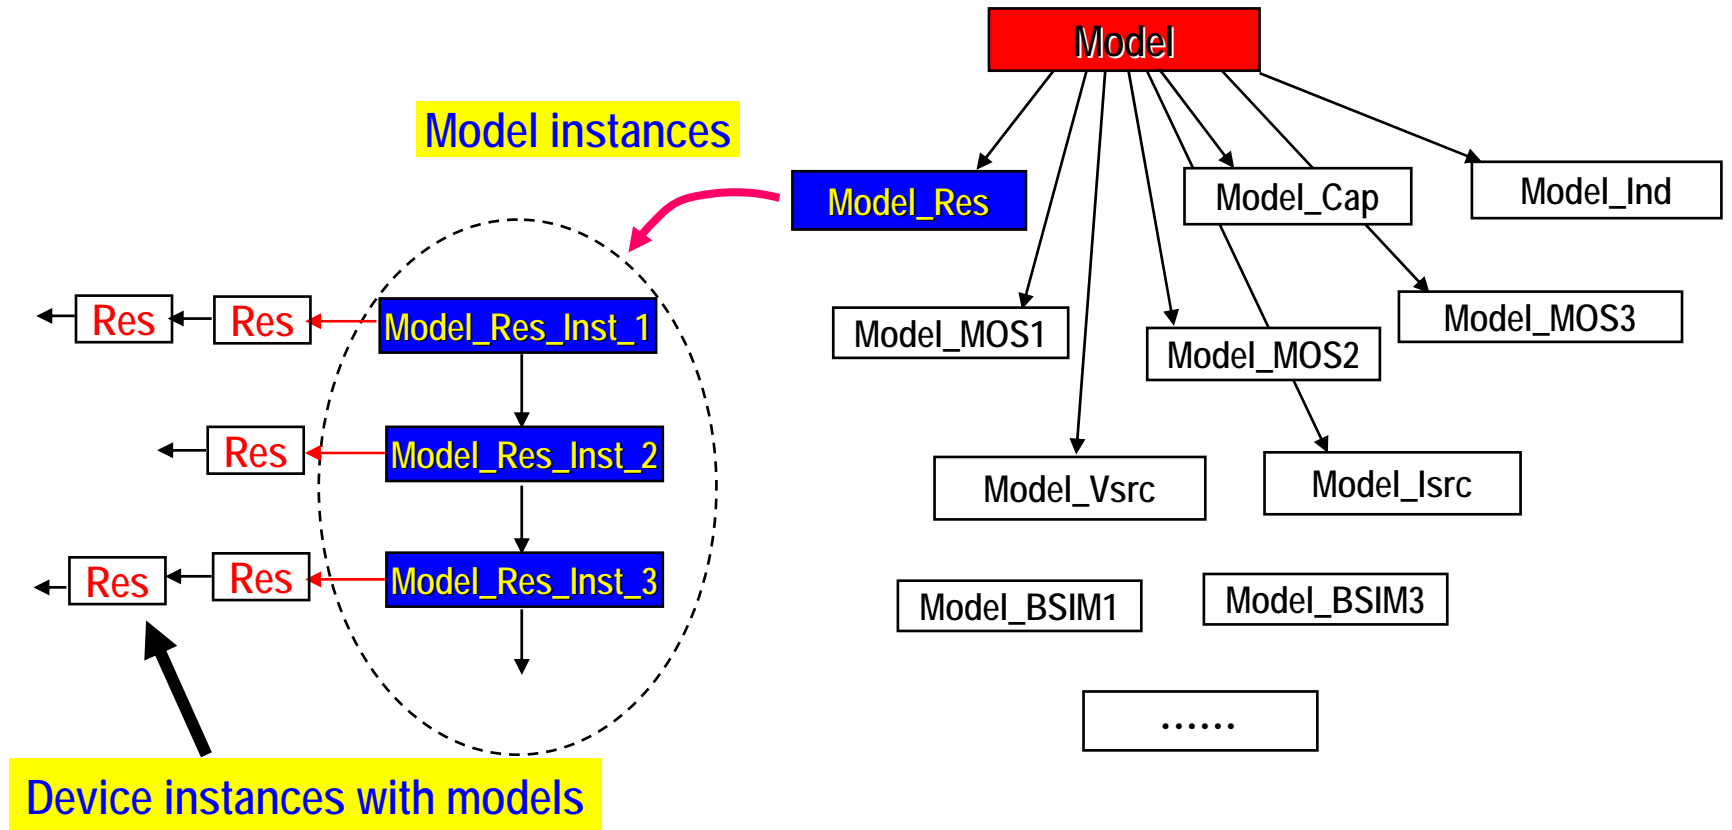 Model
Model instances
Model_Res
Model_Cap
Model_Ind
Res
Res
Model_Res_Inst_1
Model_MOS1
Model_MOS2
Model_MOS3
Res
Model_Res_Inst_2
Model_Vsrc
Model_Isrc
Res
Res
Model_Res_Inst_3
Model_BSIM1
Model_BSIM3
......
Device instances with models